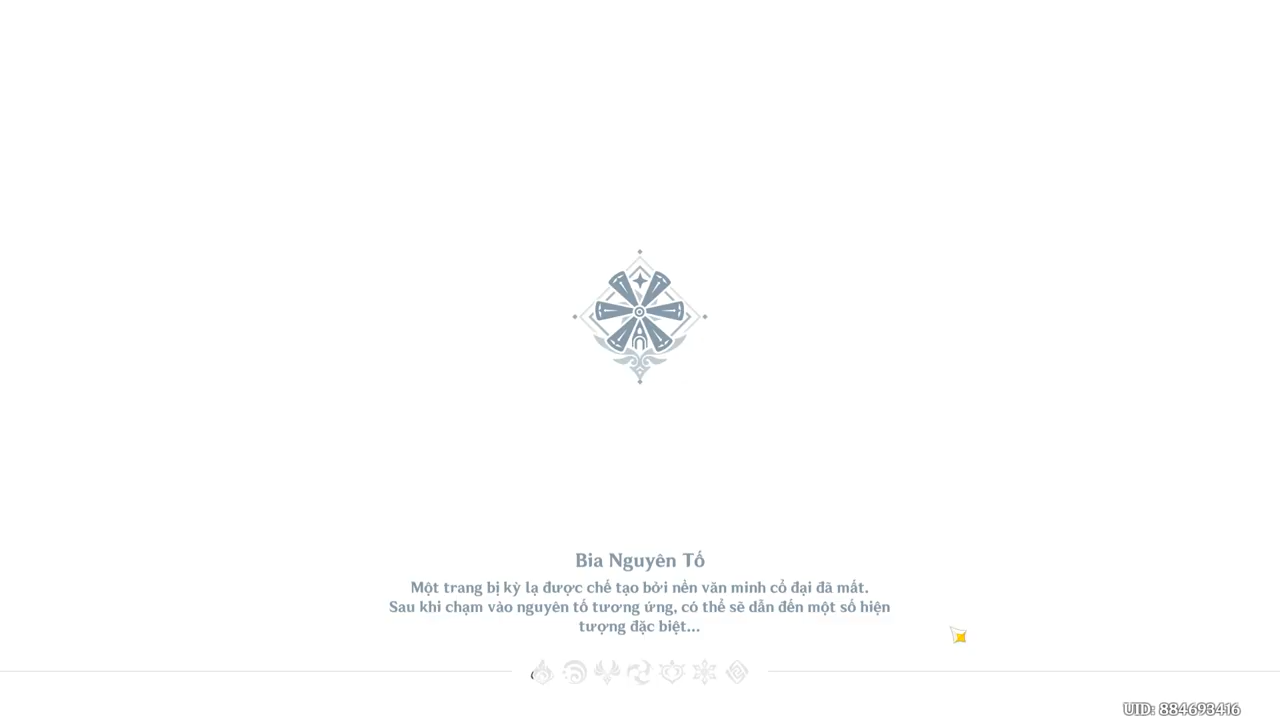 Bia Nguyên Tố
Một trang bị kỳ lạ được chế tạo bởi nền văn minh cổ đại đã mất.
Sau khi chạm vào nguyên tố tương ứng, có thể sẽ dẫn đến một số hiện
tượng đặc biệt...
UID: 884693416